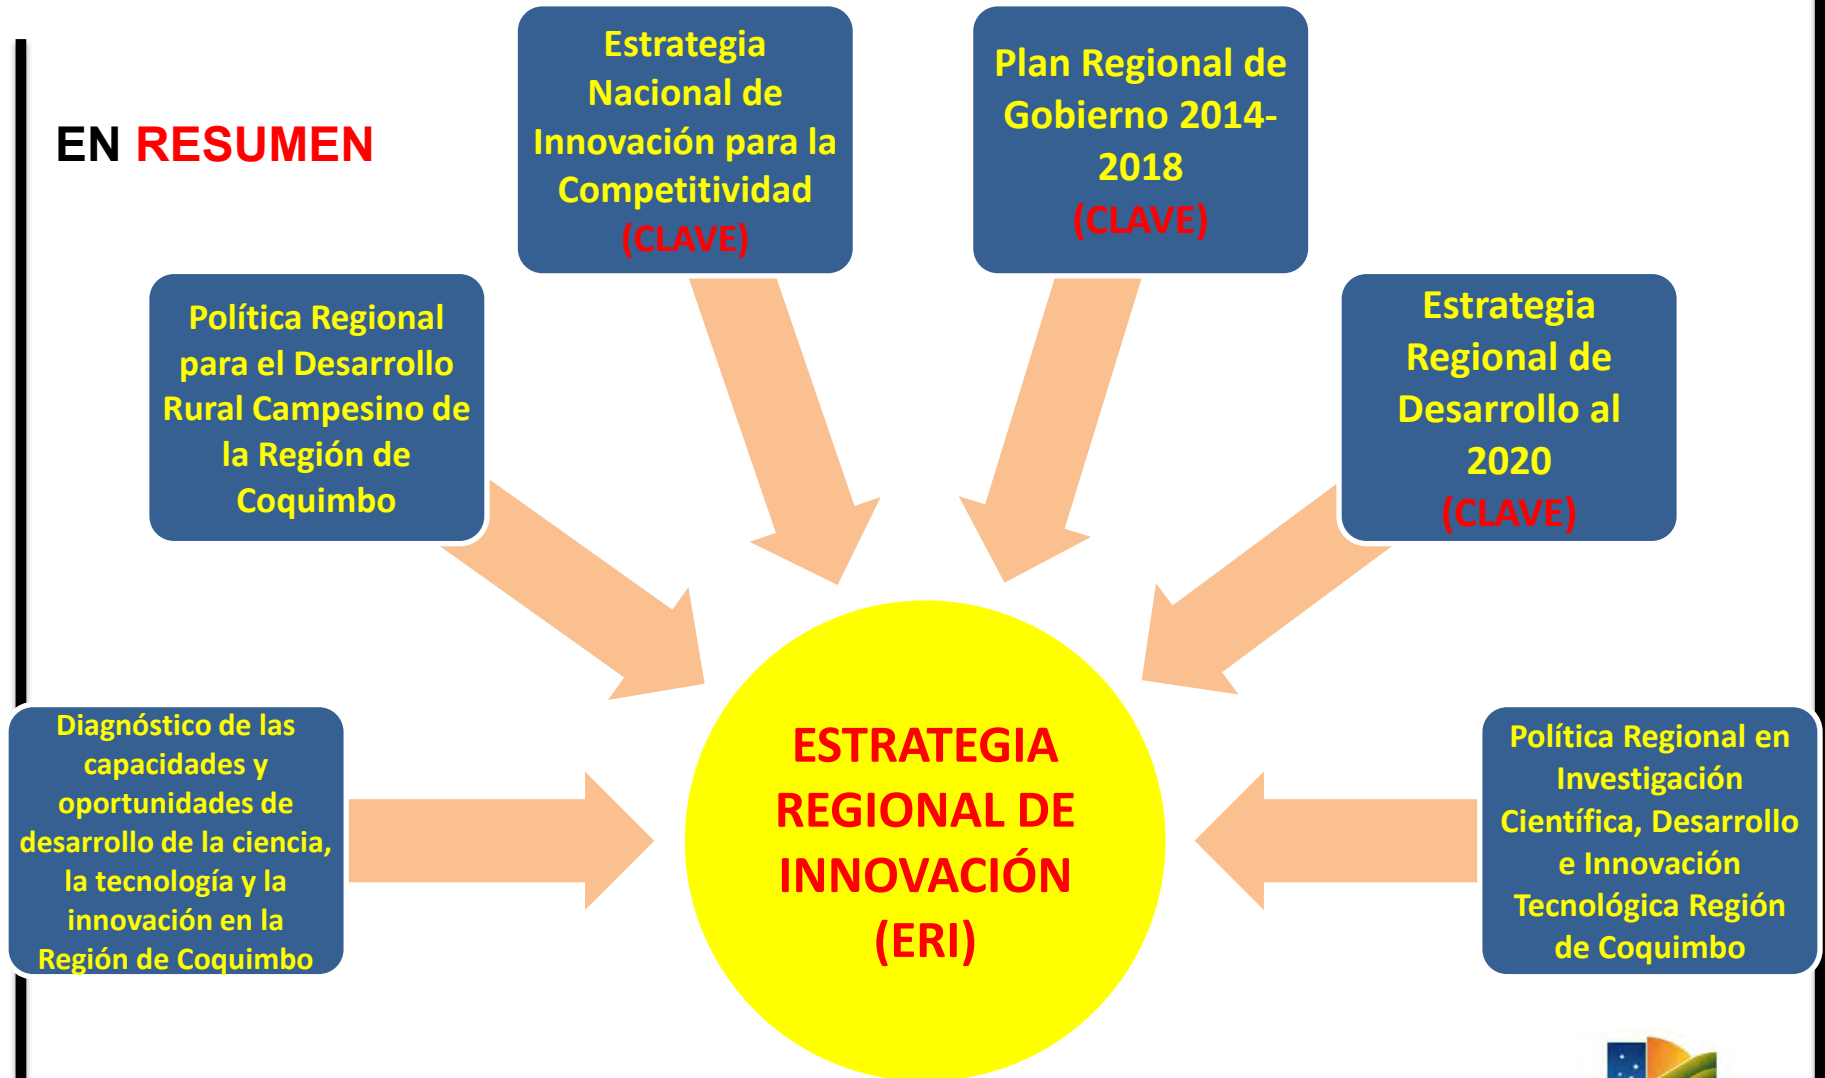 EN RESUMEN
Estrategia
Nacional de
Innovación para la
Competitividad
(CLAVE)
Plan Regional de
Gobierno 2014-
2018
(CLAVE)
Política Regional
para el Desarrollo
Rural Campesino de
la Región de
Coquimbo
Estrategia
Regional de
Desarrollo al
2020
(CLAVE)
Diagnóstico de las
capacidades y
oportunidades de
desarrollo de la ciencia,
la tecnología y la
innovación en la
Región de Coquimbo
ESTRATEGIA
REGIONAL DE
INNOVACIÓN
(ERI)
Política Regional en
Investigación
Científica, Desarrollo
e Innovación
Tecnológica Región
de Coquimbo